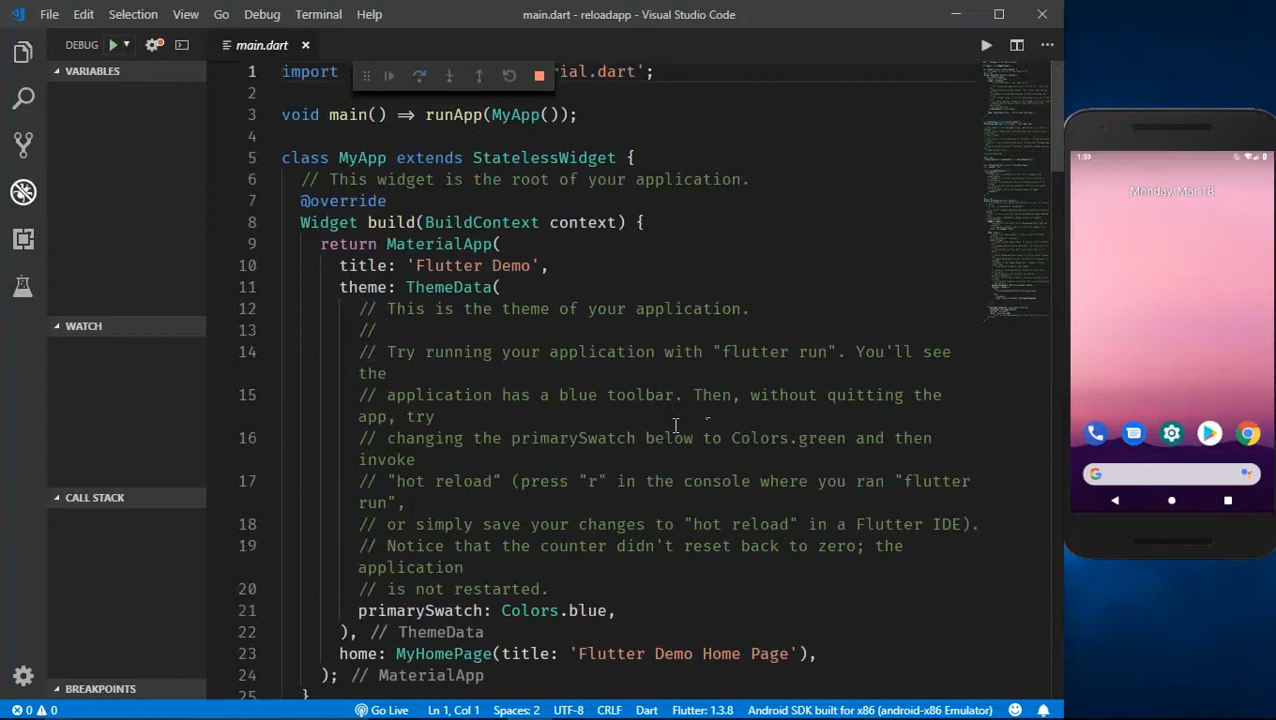 File Edit Selection View Go Debug Terminal Help
main.dart - reloadapp - Visual Studio Code
DEBUG
main.dart
VARIABLES
WATCH
CALL STACK
BREAKPOINTS
1 import rial.dart';
2
3 void main() => runApp(MyApp());
4
5 class MyApp extends StatelessWidget {
6 // This widget is the root of your application.
7 @override
8 Widget build(BuildContext context) {
9 return MaterialApp(
10 title: 'Flutter Demo',
11 theme: ThemeData(
12 // This is the theme of your application.
13 //
14 // Try running your application with "flutter run". You'll see
the
15 // application has a blue toolbar. Then, without quitting the
app, try
16 // changing the primarySwatch below to Colors.green and then
invoke
17 // "hot reload" (press "r" in the console where you ran "flutter
run",
18 // or simply save your changes to "hot reload" in a Flutter IDE).
19 // Notice that the counter didn't reset back to zero; the
application
20 // is not restarted.
21 primarySwatch: Colors.blue,
22 ), // ThemeData
23 home: MyHomePage(title: 'Flutter Demo Home Page'),
24 ); // MaterialApp
25 }
1:59
Monday, Mar 18
G
0 0 Go Live Ln 1, Col 1 Spaces: 2 UTF-8 CRLF Dart Flutter: 1.3.8 Android SDK built for x86 (android-x86 Emulator)